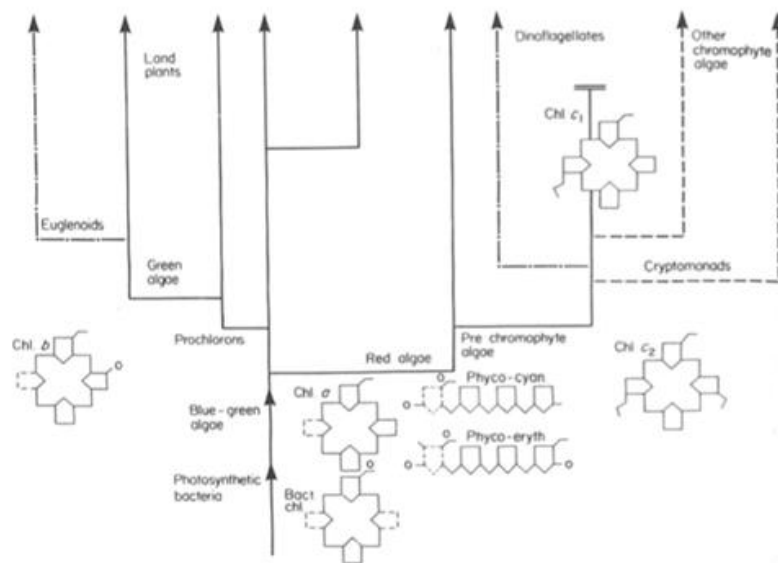 Dinoflagellates
Other
chromophyte
algae
Land
plants
Chl c₁
Euglenoids
Green
algae
Cryptomonads
Chl. b
O
Prochlorons
Pre chromophyte
algae
Red algae
Chl c₂
Blue-green
algae
Chl a
O
Phyco-cyan
O
O
Phyco-eryth
O
O
Photosynthetic
bacteria
Bact.
chl.
O